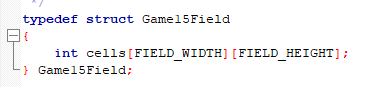 */
typedef struct Game15Field
{
int cells[FIELD_WIDTH][FIELD_HEIGHT];
} Game15Field;